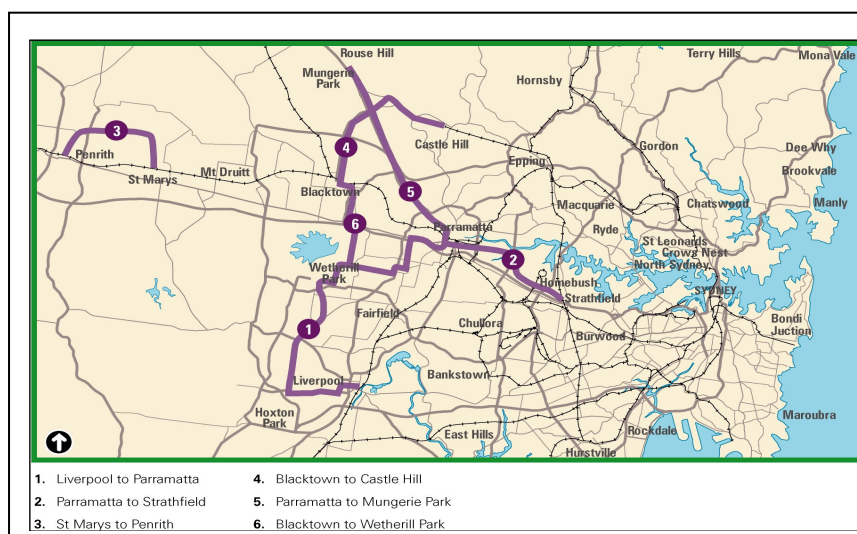 Rouse Hill
Terry Hills
Mona Vale
Mungerie
Park
Hornsby
3
4
Castle Hill
Gordon
Dee Why
Penrith
Epping
St Marys
Mt Druitt
Brookvale
Blacktown
5
Macquarie
Chatswood
Manly
6
Parramatta
Ryde
St Leonards
Crows Nest
2
Wetherill
Park
North Sydney
Homebush
SYDNEY
Strathfield
Fairfield
1
Chullora
Burwood
Bondi
Juction
Liverpool
Bankstown
Hoxton
Park
Maroubra
East Hills
Rockdale
Hurstville
1. Liverpool to Parramatta
2. Parramatta to Strathfield
3. St Marys to Penrith
4. Blacktown to Castle Hill
5. Parramatta to Mungerie Park
6. Blacktown to Wetherill Park